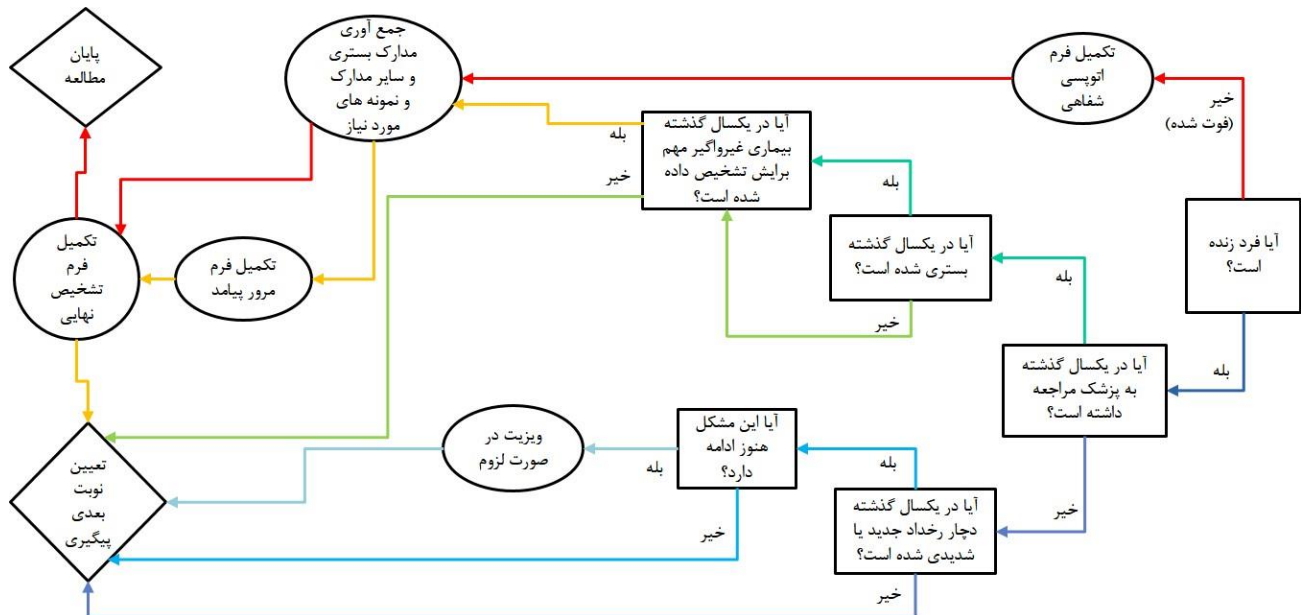 آیا فرد زنده
است؟
خیر
(فوت شده)
تکمیل فرم
اتوپسی
شفاهی
جمع آوری
مدارک بستری
و سایر مدارک
و نمونه های
مورد نیاز
پایان
مطالعه
بله
آیا در یکسال گذشته
به پزشک مراجعه
داشته است؟
بله
آیا در یکسال گذشته
بستری شده است؟
بله
خیر
آیا در یکسال گذشته
بیماری غیرواگیر مهم
برایش تشخیص داده
شده است؟
بله
خیر
تکمیل فرم
مرور پیامد
تکمیل
فرم
تشخیص
نهایی
خیر
آیا در یکسال گذشته
دچار رخداد جدید یا
شدیدی شده است؟
بله
خیر
آیا این مشکل
هنوز ادامه
دارد؟
بله
خیر
ویزیت در
صورت لزوم
تعیین
نوبت
بعدی
پیگیری